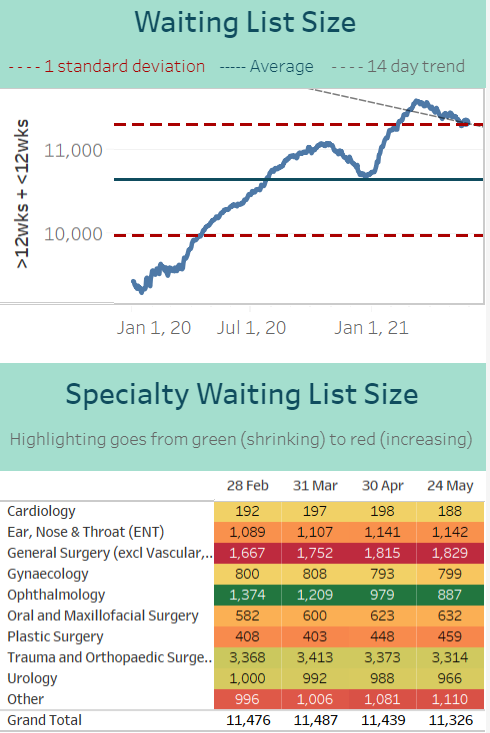 Waiting List Size
---- 1 standard deviation ----- Average ---- 14 day trend
>12wks + <12wks
11,000
10,000
Jan 1, 20 Jul 1, 20 Jan 1, 21
Specialty Waiting List Size
Highlighting goes from green (shrinking) to red (increasing)
28 Feb 31 Mar 30 Apr 24 May
Cardiology 192 197 198 188
Ear, Nose & Throat (ENT) 1,089 1,107 1,141 1,142
General Surgery (excl Vascular,.. 1,667 1,752 1,815 1,829
Gynaecology 800 808 793 799
Ophthalmology 1,374 1,209 979 887
Oral and Maxillofacial Surgery 582 600 623 632
Plastic Surgery 408 403 448 459
Trauma and Orthopaedic Surge.. 3,368 3,413 3,373 3,314
Urology 1,000 992 988 966
Other 996 1,006 1,081 1,110
Grand Total 11,476 11,487 11,439 11,326